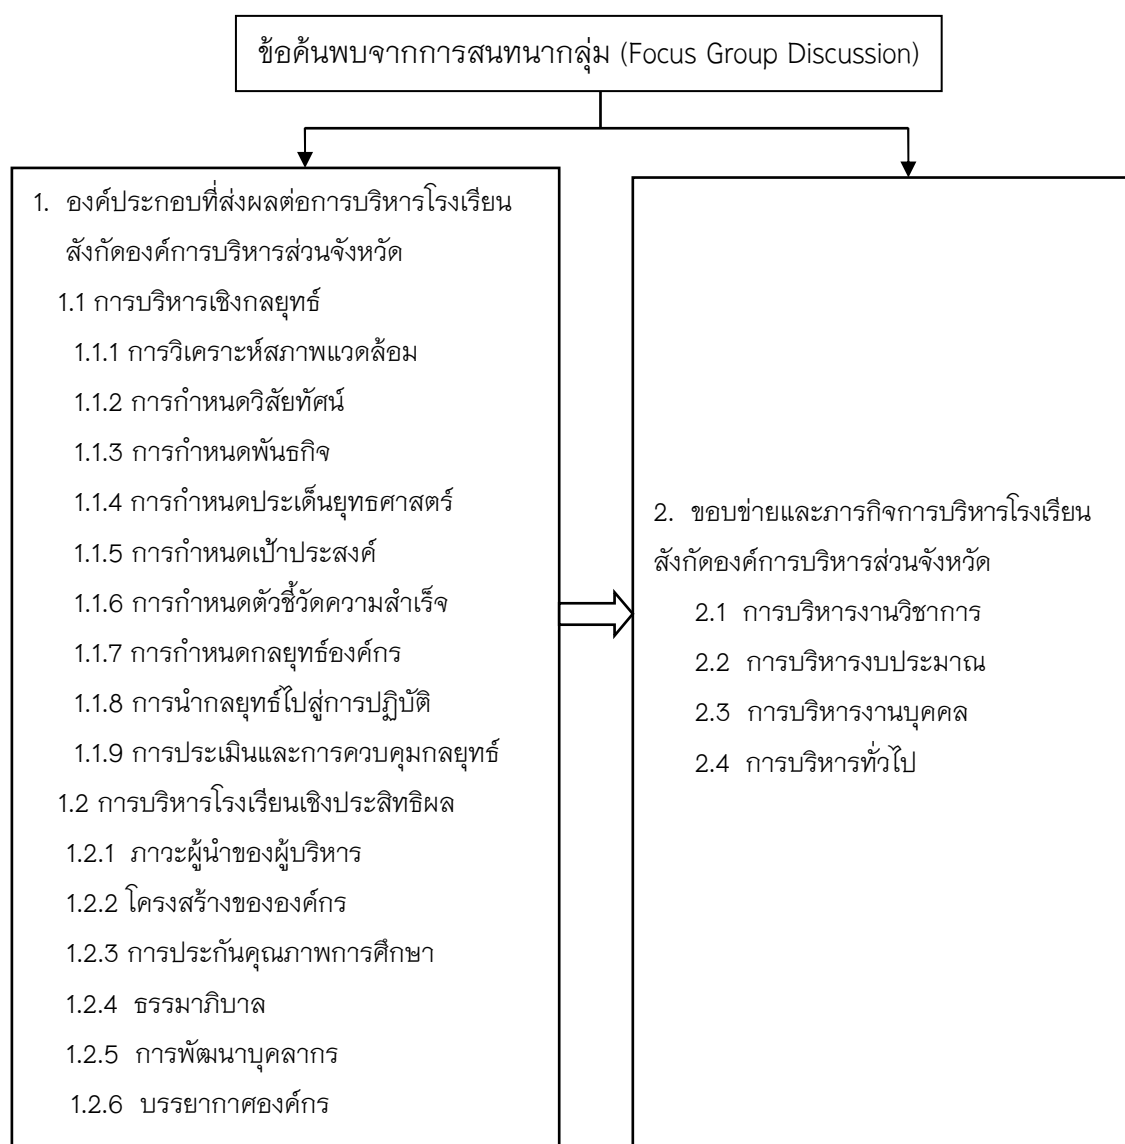 ข้อค้นพบจากการสนทนากลุ่ม (Focus Group Discussion)
1. องค์ประกอบที่ส่งผลต่อการบริหารโรงเรียน
สังกัดองค์การบริหารส่วนจังหวัด
1.1 การบริหารเชิงกลยุทธ์
1.1.1 การวิเคราะห์สภาพแวดล้อม
1.1.2 การกำหนดวิสัยทัศน์
1.1.3 การกำหนดพันธกิจ
1.1.4 การกำหนดประเด็นยุทธศาสตร์
1.1.5 การกำหนดเป้าประสงค์
1.1.6 การกำหนดตัวชี้วัดความสำเร็จ
1.1.7 การกำหนดกลยุทธ์องค์กร
1.1.8 การนำกลยุทธ์ไปสู่การปฏิบัติ
1.1.9 การประเมินและการควบคุมกลยุทธ์
1.2 การบริหารโรงเรียนเชิงประสิทธิผล
1.2.1 ภาวะผู้นำของผู้บริหาร
1.2.2 โครงสร้างขององค์กร
1.2.3 การประกันคุณภาพการศึกษา
1.2.4 ธรรมาภิบาล
1.2.5 การพัฒนาบุคลากร
1.2.6 บรรยากาศองค์กร
2. ขอบข่ายและภารกิจการบริหารโรงเรียน
สังกัดองค์การบริหารส่วนจังหวัด
2.1 การบริหารงานวิชาการ
2.2 การบริหารงบประมาณ
2.3 การบริหารงานบุคคล
2.4 การบริหารทั่วไป